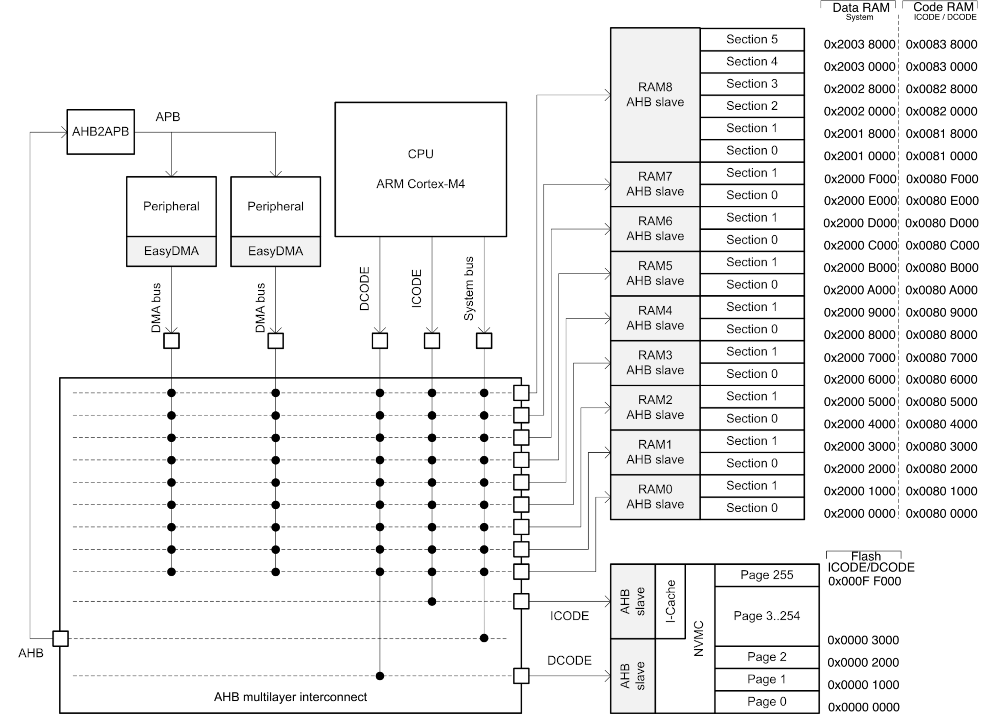 Data RAM Code RAM
System ICODE / DCODE
Section 5 0x2003 8000 0x0083 8000
Section 4 0x2003 0000 0x0083 0000
RAM8
AHB slave
Section 3 0x2002 8000 0x0082 8000
Section 2 0x2002 0000 0x0082 0000
Section 1 0x2001 8000 0x0081 8000
Section 0 0x2001 0000 0x0081 0000
RAM7
AHB slave
Section 1 0x2000 F000 0x0080 F000
Section 0 0x2000 E000 0x0080 E000
RAM6
AHB slave
Section 1 0x2000 D000 0x0080 D000
Section 0 0x2000 C000 0x0080 C000
RAM5
AHB slave
Section 1 0x2000 B000 0x0080 B000
Section 0 0x2000 A000 0x0080 A000
RAM4
AHB slave
Section 1 0x2000 9000 0x0080 9000
Section 0 0x2000 8000 0x0080 8000
RAM3
AHB slave
Section 1 0x2000 7000 0x0080 7000
Section 0 0x2000 6000 0x0080 6000
RAM2
AHB slave
Section 1 0x2000 5000 0x0080 5000
Section 0 0x2000 4000 0x0080 4000
RAM1
AHB slave
Section 1 0x2000 3000 0x0080 3000
Section 0 0x2000 2000 0x0080 2000
RAM0
AHB slave
Section 1 0x2000 1000 0x0080 1000
Section 0 0x2000 0000 0x0080 0000
AHB2APB
APB
CPU
ARM Cortex-M4
Peripheral
EasyDMA
Peripheral
EasyDMA
DMA bus
DMA bus
DCODE
ICODE
System bus
AHB
AHB multilayer interconnect
ICODE
DCODE
AHB
slave
I-Cache
NVMC
AHB
slave
Flash
ICODE/DCODE
Page 255 0x000F F000
Page 3..254 0x0000 3000
Page 2 0x0000 2000
Page 1 0x0000 1000
Page 0 0x0000 0000